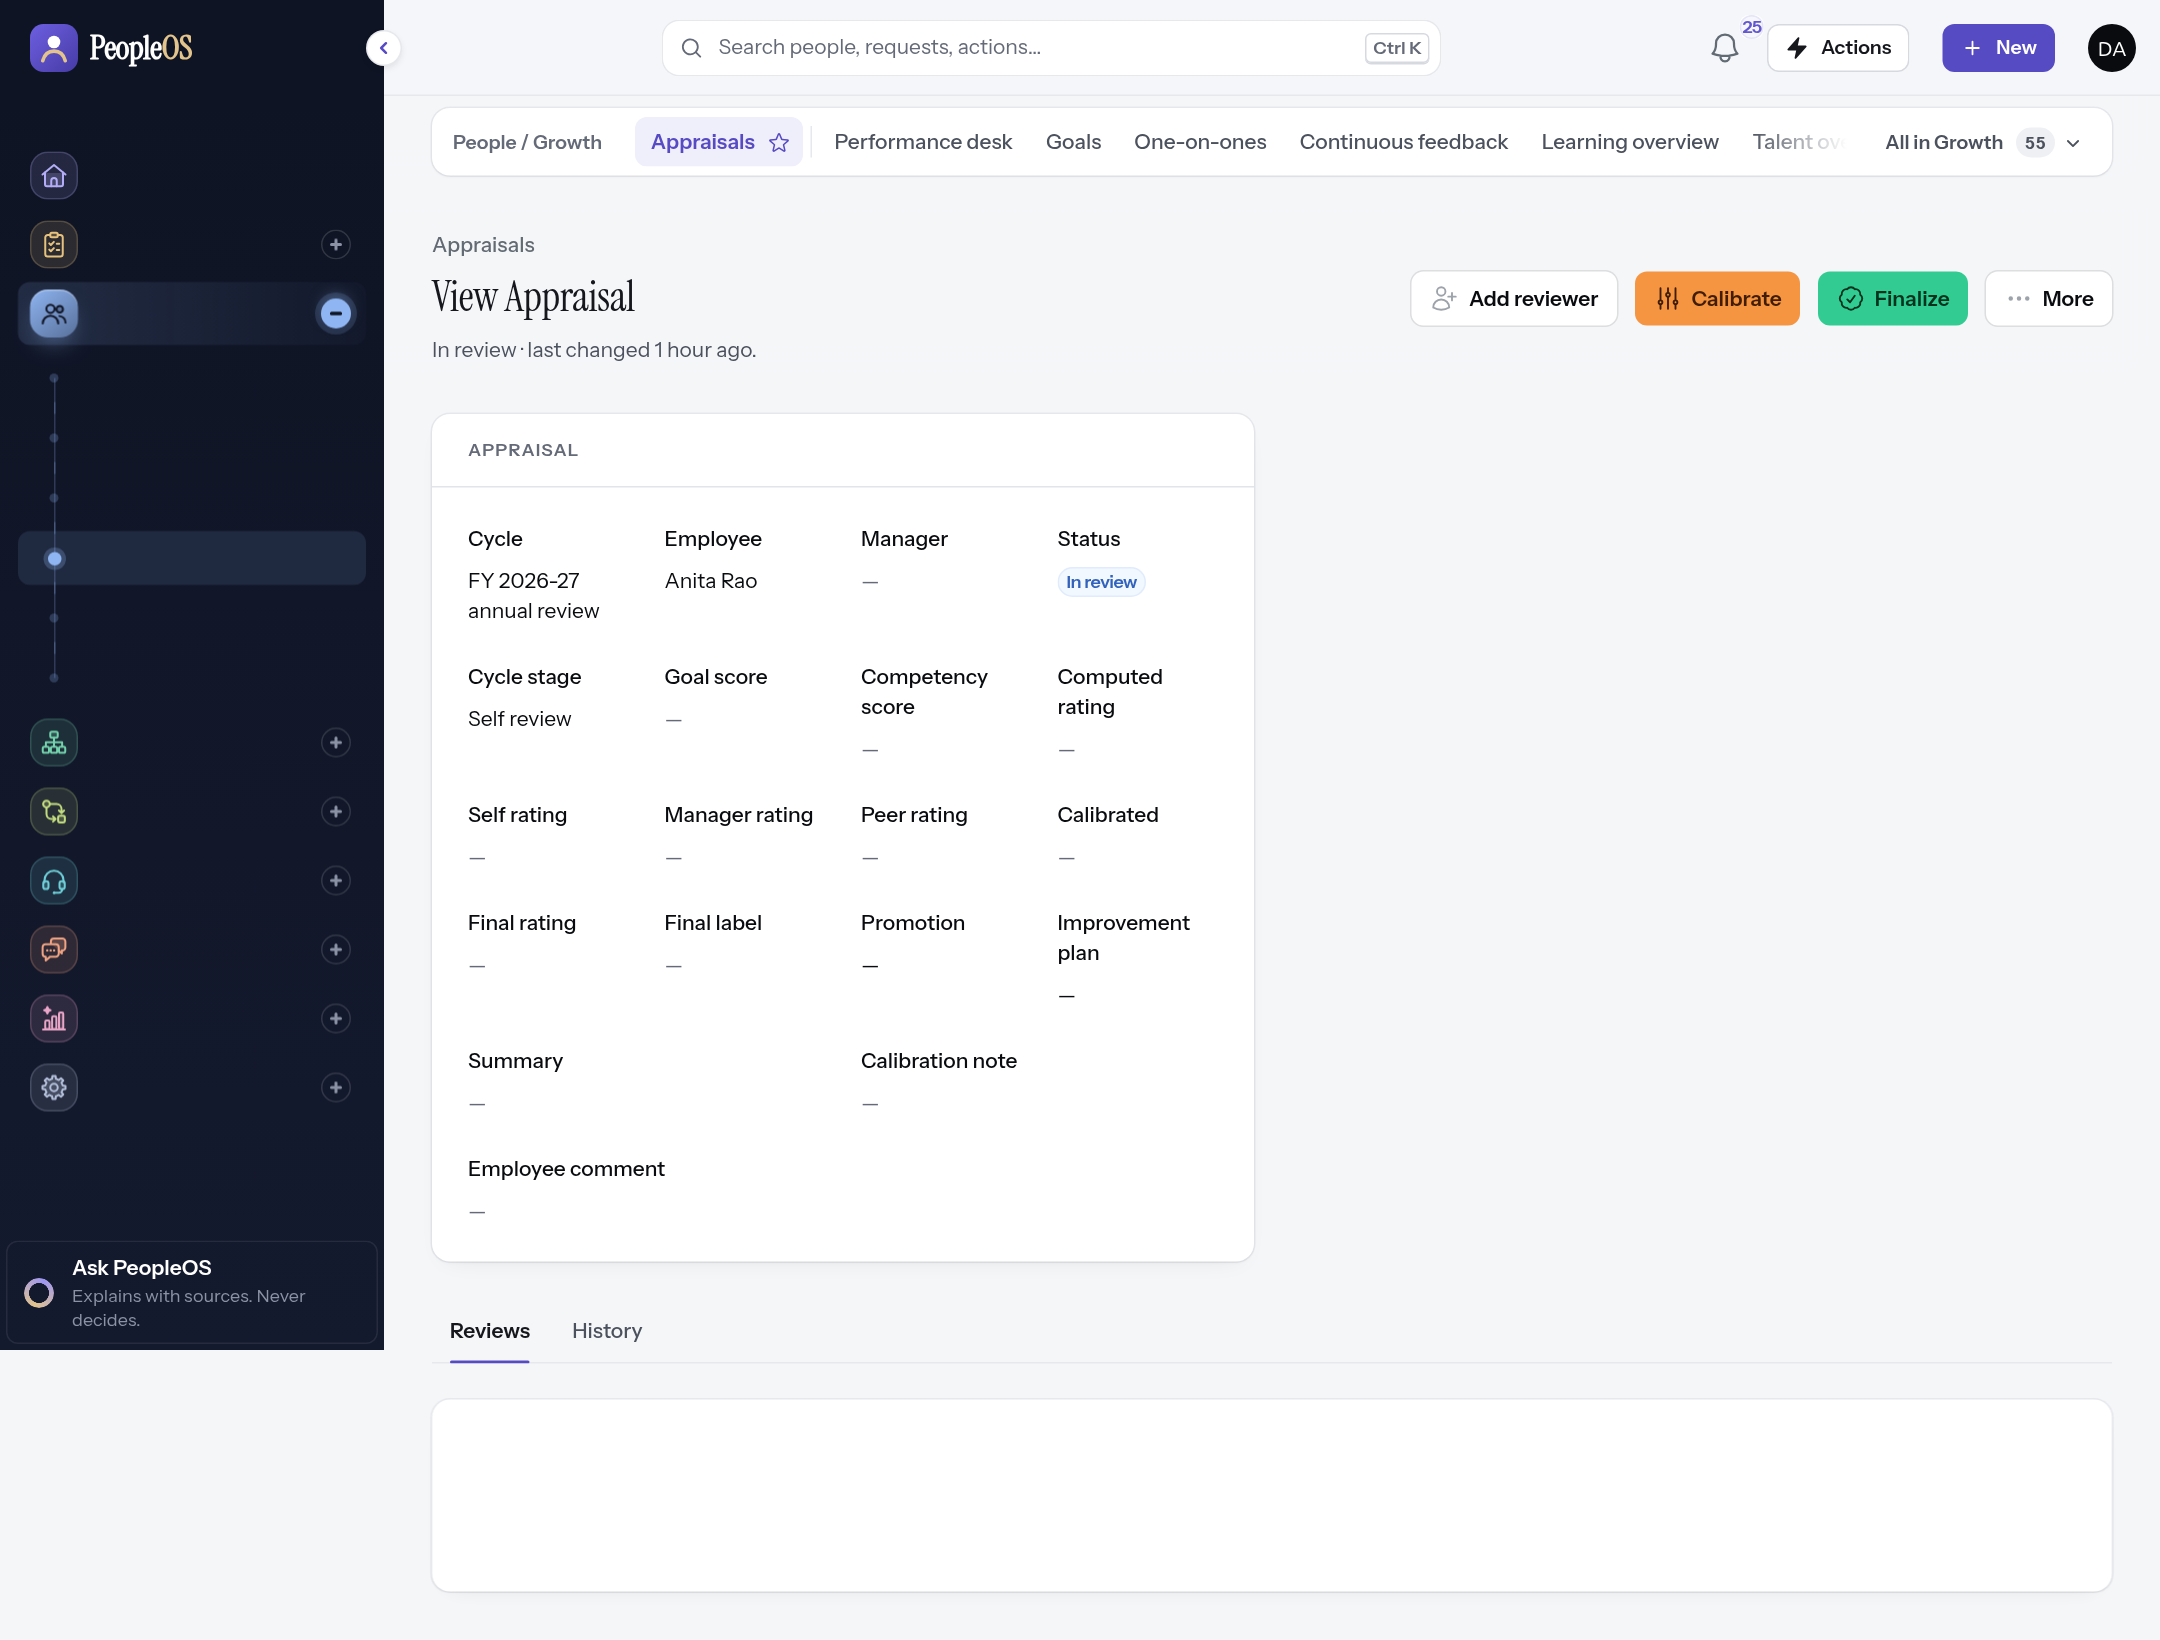 PeopleOS
Search people, requests, actions...
Ctrl K
25
Actions
New
DA
People / Growth
Appraisals
Performance desk
Goals
One-on-ones
Continuous feedback
Learning overview
Talent
All in Growth
55
Appraisals
View Appraisal
In review · last changed 1 hour ago.
Add reviewer
Calibrate
Finalize
More
APPRAISAL
Cycle
Employee
Manager
Status
FY 2026-27
annual review
Anita Rao
—
In review
Cycle stage
Goal score
Competency
score
Computed
rating
Self review
—
—
—
Self rating
Manager rating
Peer rating
Calibrated
—
—
—
—
Final rating
Final label
Promotion
Improvement
plan
—
—
—
—
Summary
Calibration note
—
—
Employee comment
—
Ask PeopleOS
Explains with sources. Never
decides.
Reviews
History